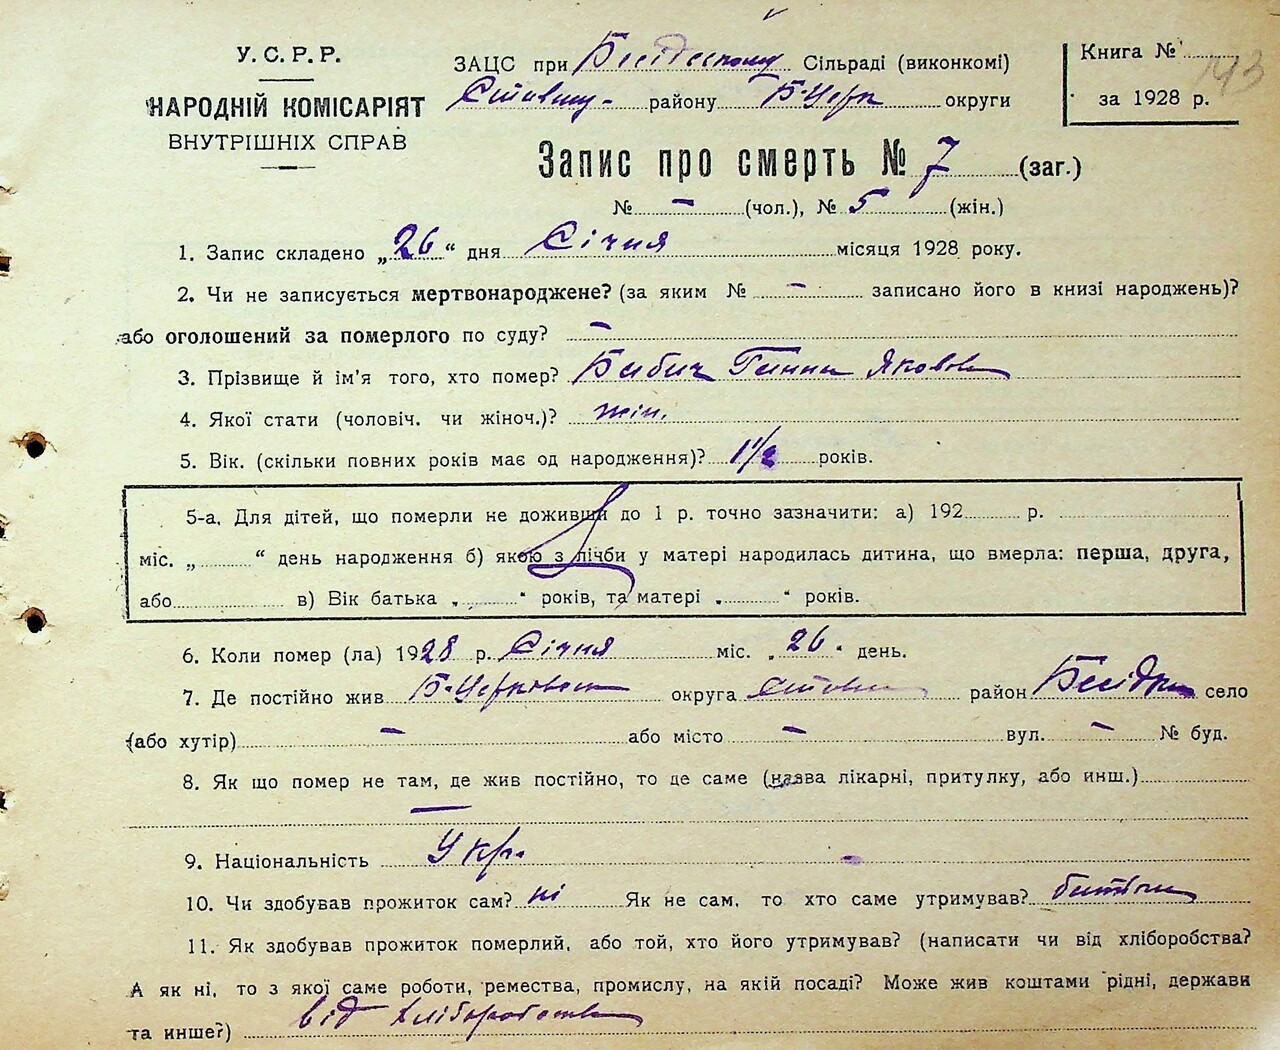 У.С.Р.Р.
НАРОДНІЙ КОМІСАРІЯТ
ВНУТРІШНІХ СПРАВ
ЗАЦС при Сільраді (виконкомі)
Ставищ- району Б-Церк округи
Книга № 143
за 1928 р.
Запис про смерть № 7 (заг.)
№ – (чол.), № 5 (жін.)
1. Запис складено „26“ дня Січня місяця 1928 року.
2. Чи не записується мертвонароджене? (за яким № – записано його в книзі народжень)?
або оголошений за померлого по суду? –
3. Прізвище й ім'я того, хто помер? Бабич Ганна Яковл
4. Якої стати (чоловіч. чи жіноч.)? жін.
5. Вік. (скільки повних років має од народження)? 1 1/2 років.
5-а. Для дітей, що померли не доживши до 1 р. точно зазначити: а) 192 р.
міс. „ “ день народження б) якою з лічби у матері народилась дитина, що вмерла: перша, друга,
або в) Вік батька „ “ років, та матері „ “ років.
6. Коли помер (ла) 1928 р. Січня міс. „26“ день.
7. Де постійно жив Б-Церковськ округа Стави район село
(або хутір) – або місто – вул. – № буд.
8. Як що помер не там, де жив постійно, то де саме (назва лікарні, притулку, або инш.)
–
9. Національність Укр.
10. Чи здобував прожиток сам? ні Як не сам, то хто саме утримував? батьки
11. Як здобував прожиток померлий, або той, хто його утримував? (написати чи від хліборобства?
А як ні, то з якої саме роботи, ремества, промислу, на якій посаді? Може жив коштами рідні, держави
та инше?) від хліборобства